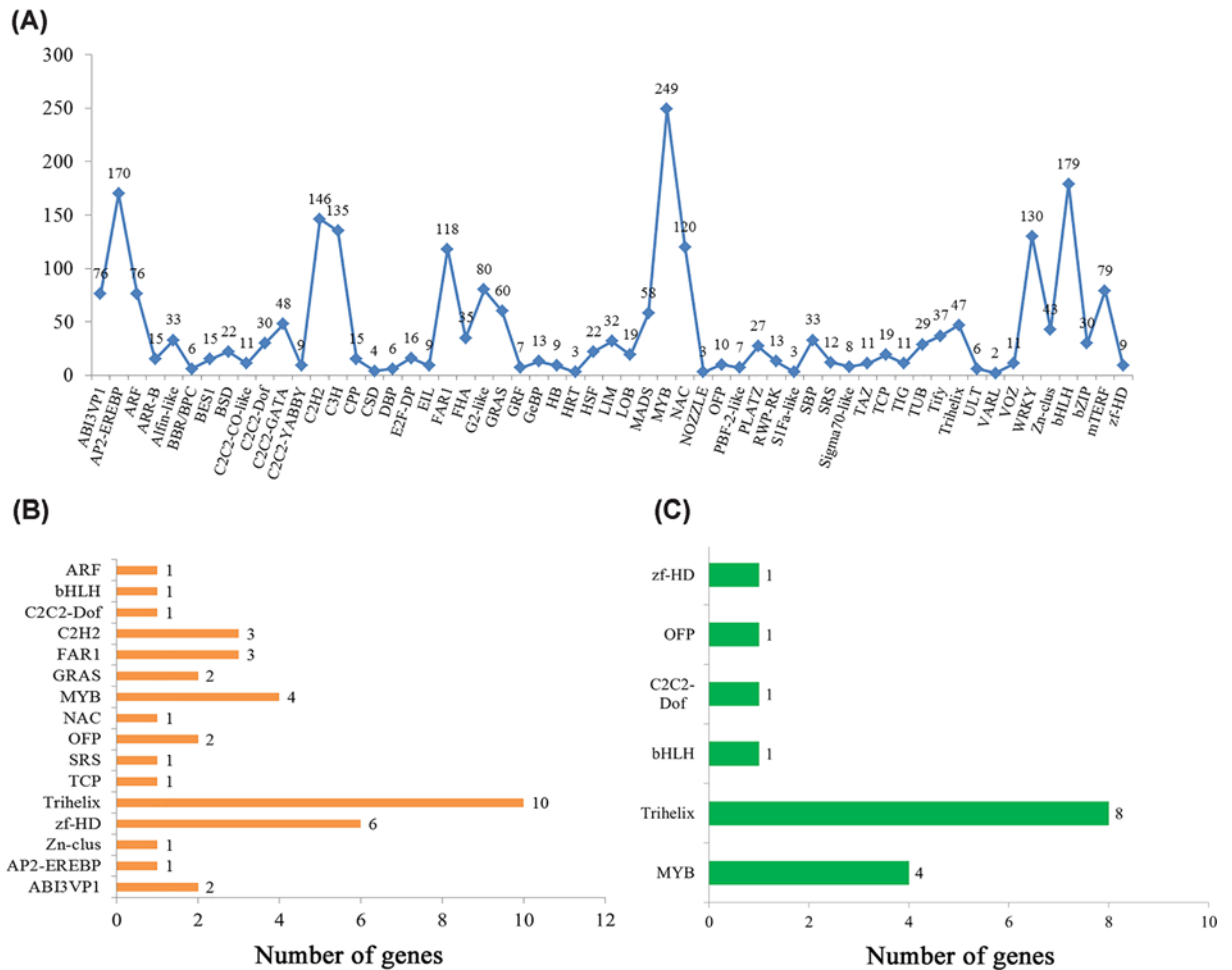 (A)
300
250
200
150
100
50
0
76
170
76
15
33
6
15
22
11
30
48
9
146
135
15
4
6
16
9
118
35
80
60
7
13
9
3
22
32
19
58
249
120
3
10
7
27
13
3
33
12
8
11
19
11
29
37
47
6
2
11
130
43
179
30
79
9
ABI3VP1
AP2-EREBP
ARF
ARR-B
Alfin-like
BBR/BPC
BES1
BSD
C2C2-CO-like
C2C2-Dof
C2C2-GATA
C2C2-YABBY
C2H2
C3H
CPP
CSD
DBP
E2F-DP
EIL
FAR1
FHA
G2-like
GRAS
GRF
GeBP
HB
HRT
HSF
LIM
LOB
MADS
MYB
NAC
NOZZLE
OFP
PBF-2-like
PLATZ
RWP-RK
S1Fa-like
SBP
SRS
Sigma70-like
TAZ
TCP
TIG
TUB
Tify
Trihelix
ULT
VARL
VOZ
WRKY
Zn-clus
bHLH
bZIP
mTERF
zf-HD
(B)
ARF 1
bHLH 1
C2C2-Dof 1
C2H2 3
FAR1 3
GRAS 2
MYB 4
NAC 1
OFP 2
SRS 1
TCP 1
Trihelix 10
zf-HD 6
Zn-clus 1
AP2-EREBP 1
ABI3VP1 2
0 2 4 6 8 10 12
Number of genes
(C)
zf-HD 1
OFP 1
C2C2-
Dof 1
bHLH 1
Trihelix 8
MYB 4
0 2 4 6 8 10
Number of genes